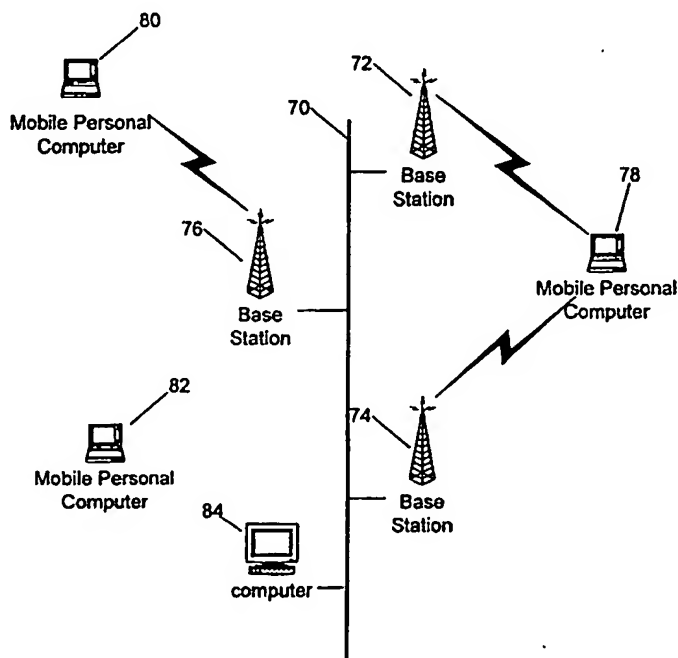 80
Mobile Personal
Computer
72
70
Base
Station
78
Mobile Personal
Computer
76
Base
Station
82
Mobile Personal
Computer
74
Base
Station
84
computer